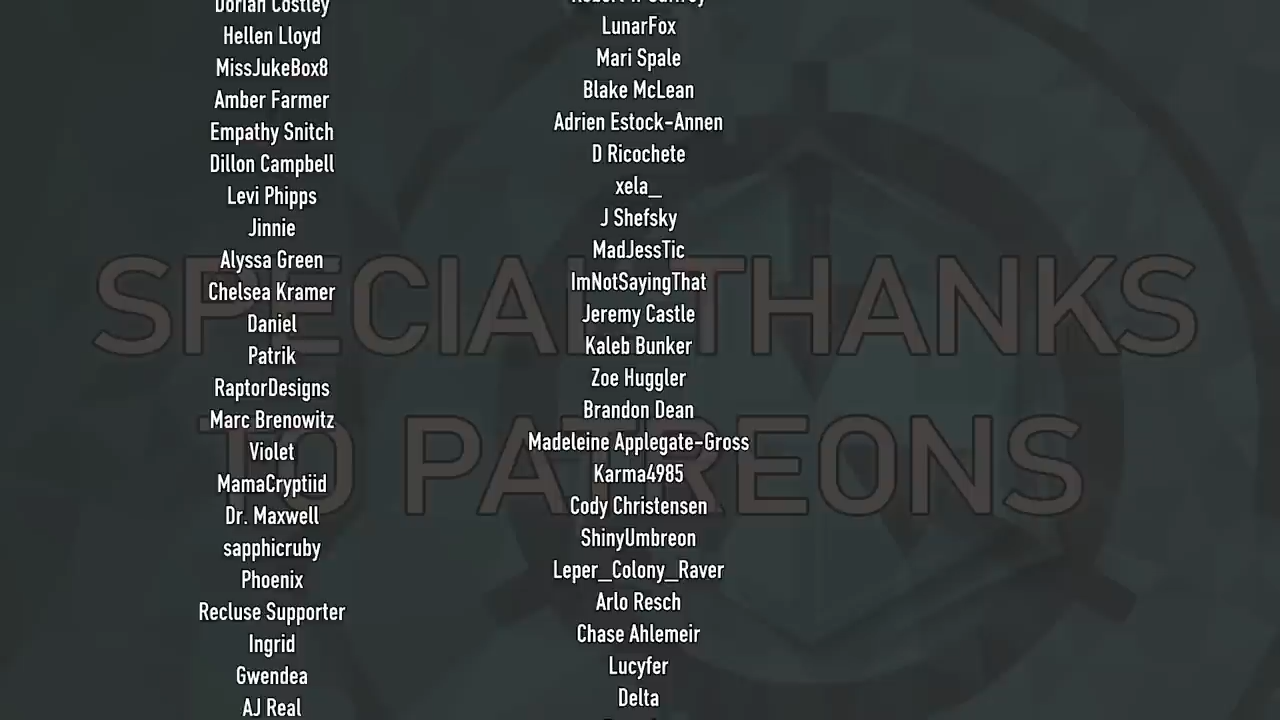 Dorian Costley
Hellen Lloyd
MissJukeBox8
Amber Farmer
Empathy Snitch
Dillon Campbell
Levi Phipps
Jinnie
Alyssa Green
Chelsea Kramer
Daniel
Patrik
RaptorDesigns
Marc Brenowitz
Violet
MamaCryptiid
Dr. Maxwell
sapphicruby
Phoenix
Recluse Supporter
Ingrid
Gwendea
AJ Real
LunarFox
Mari Spale
Blake McLean
Adrien Estock-Annen
D Ricochete
xela_
J Shefsky
MadJessTic
ImNotSayingThat
Jeremy Castle
Kaleb Bunker
Zoe Huggler
Brandon Dean
Madeleine Applegate-Gross
Karma4985
Cody Christensen
ShinyUmbreon
Leper_Colony_Raver
Arlo Resch
Chase Ahlemeir
Lucyfer
Delta
SPECIAL THANKS
TO PATREONS